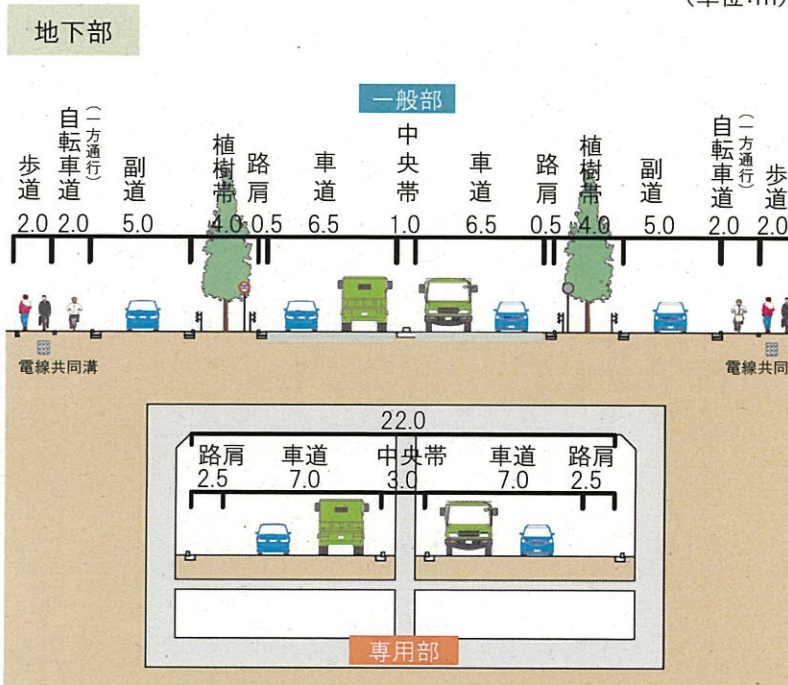 (単位:m)
地下部
一般部
歩道
自転車道
(一方通行)
副道
植樹帯
路肩
車道
中央帯
車道
路肩
植樹帯
副道
自転車道
(一方通行)
歩道
2.0 2.0 5.0 4.0 0.5 6.5 1.0 6.5 0.5 4.0 5.0 2.0 2.0
電線共同溝
電線共同
22.0
路肩 車道 中央帯 車道 路肩
2.5 7.0 3.0 7.0 2.5
専用部